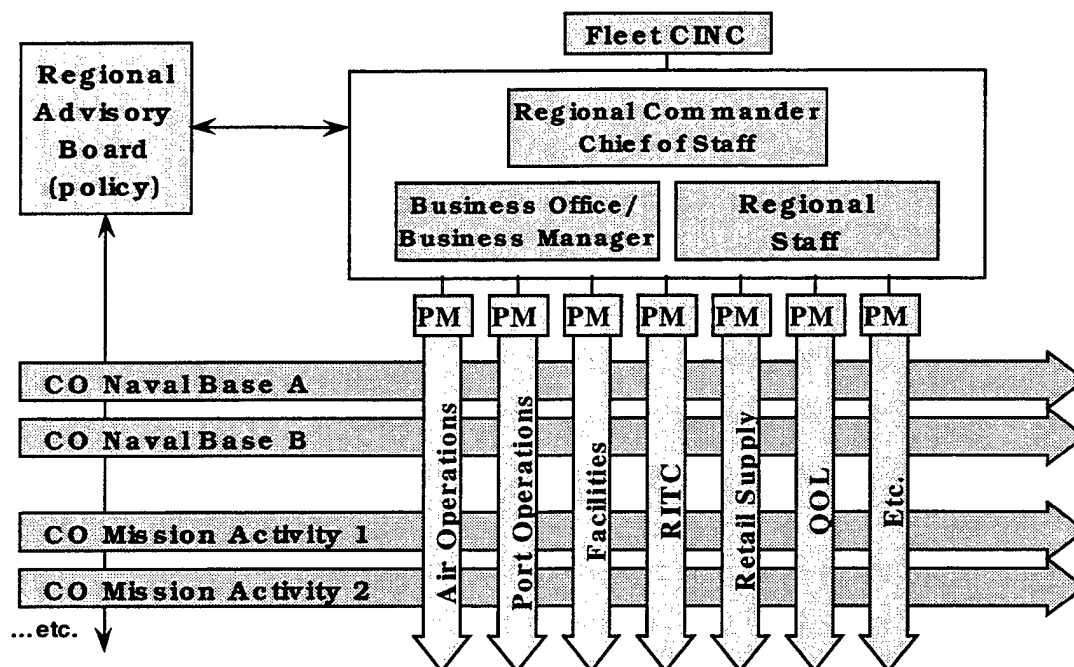 Fleet CINC
Regional
Advisory
Board
(policy)
Regional Commander
Chief of Staff
Business Office/
Business Manager
Regional
Staff
PM
PM
PM
PM
PM
PM
PM
CO Naval Base A
CO Naval Base B
CO Mission Activity 1
CO Mission Activity 2
...etc.
Air Operations
Port Operations
Facilities
RITC
Retail Supply
QOL
Etc.